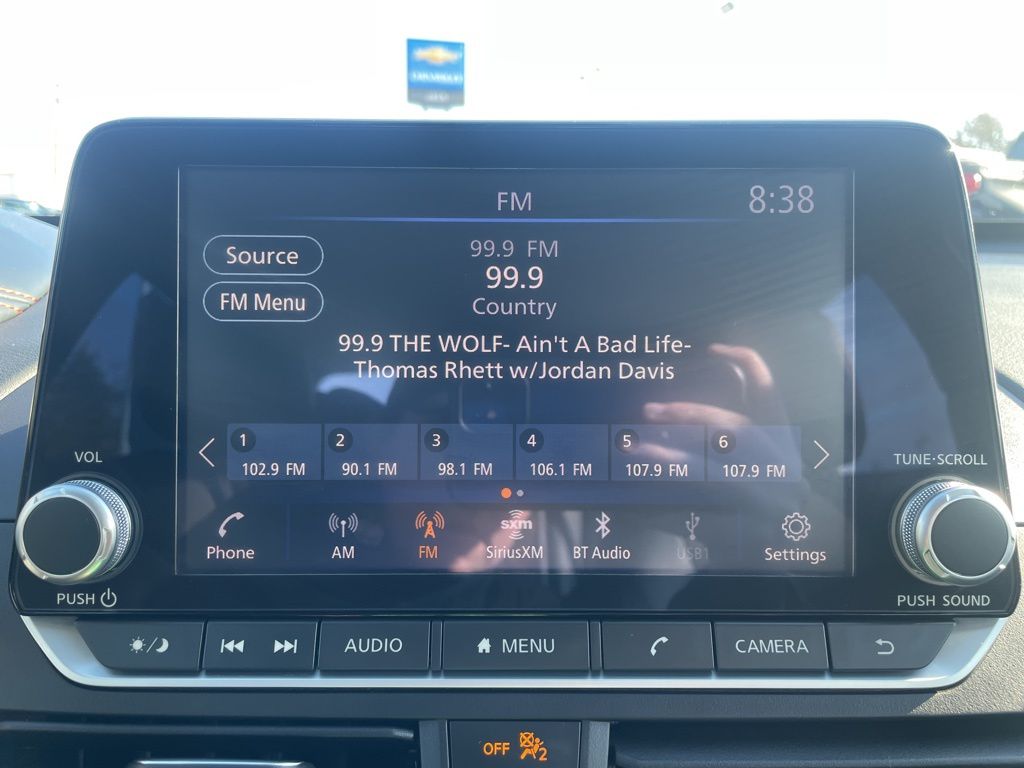 CHEVROLET
FM
8:38
Source
FM Menu
99.9 FM
99.9
Country
99.9 THE WOLF- Ain't A Bad Life-
Thomas Rhett w/Jordan Davis
1 2 3 4 5 6
102.9 FM 90.1 FM 98.1 FM 106.1 FM 107.9 FM 107.9 FM
VOL
TUNE·SCROLL
sxm
Phone AM FM SiriusXM BT Audio USB1 Settings
PUSH
PUSH SOUND
AUDIO MENU CAMERA
OFF 2